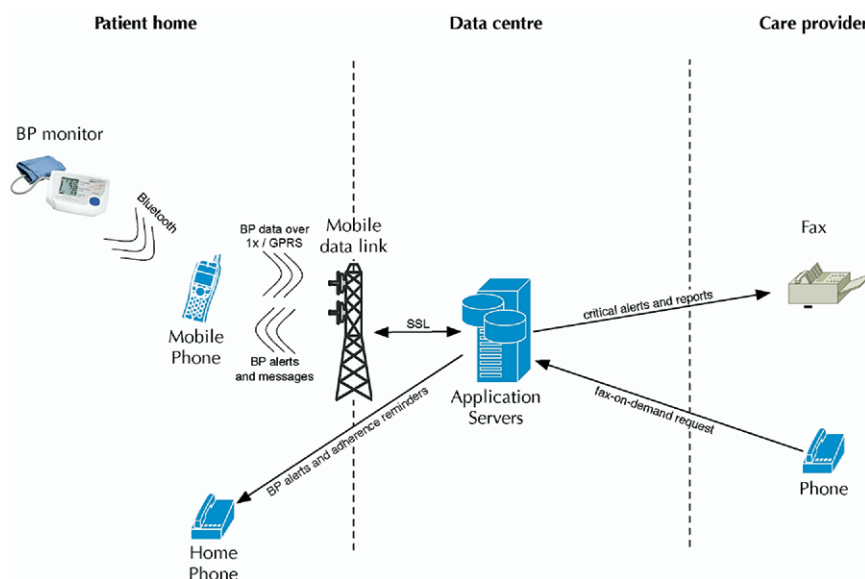 Patient home
Data centre
Care provider
BP monitor
Bluetooth
BP data over
1x / GPRS
Mobile
data link
Fax
Mobile
Phone
BP alerts
and messages
SSL
critical alerts and reports
Application
Servers
fax-on-demand request
BP alerts and adherence reminders
Phone
Home
Phone